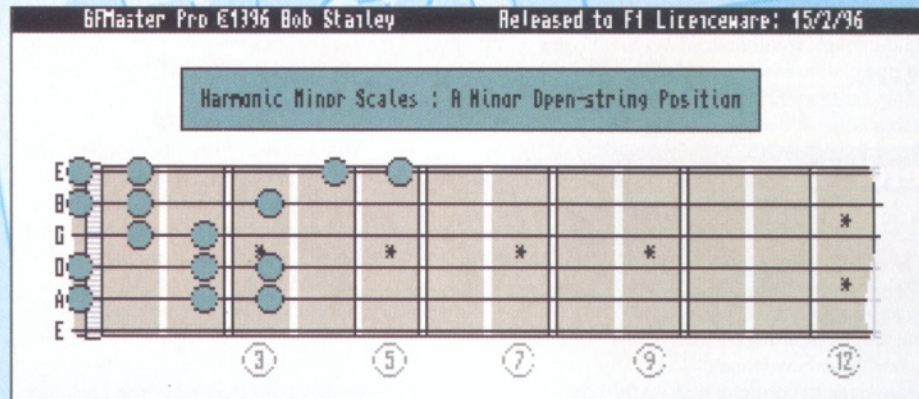 GFMaster Pro ©1996 Bob Stanley Released to F1 Licenceware: 15/2/96
Harmonic Minor Scales : A Minor Open-string Position
E
B
G
D
A
E
3 5 7 9 12